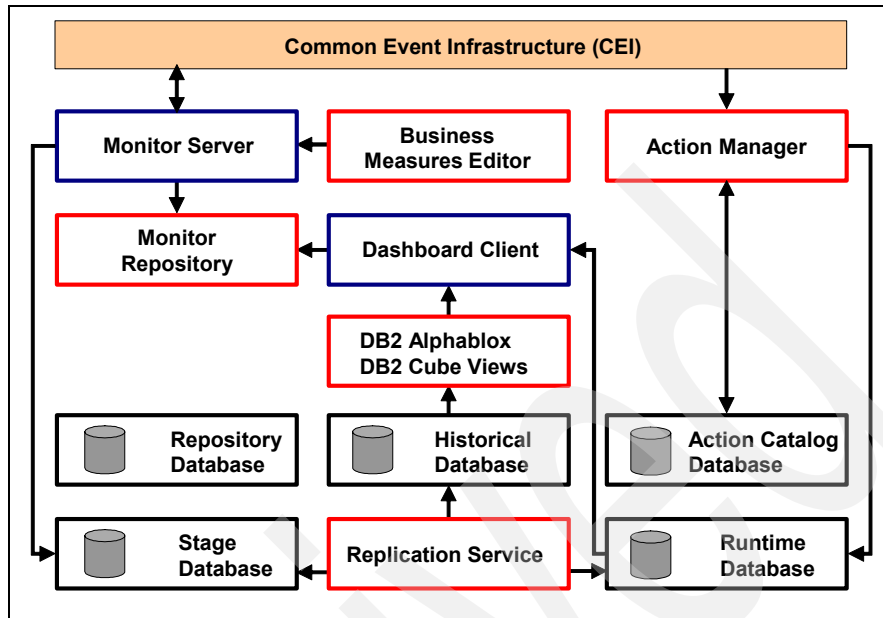 Common Event Infrastructure (CEI)
Monitor Server
Business
Measures Editor
Action Manager
Monitor
Repository
Dashboard Client
DB2 Alphablox
DB2 Cube Views
Repository
Database
Historical
Database
Action Catalog
Database
Stage
Database
Replication Service
Runtime
Database